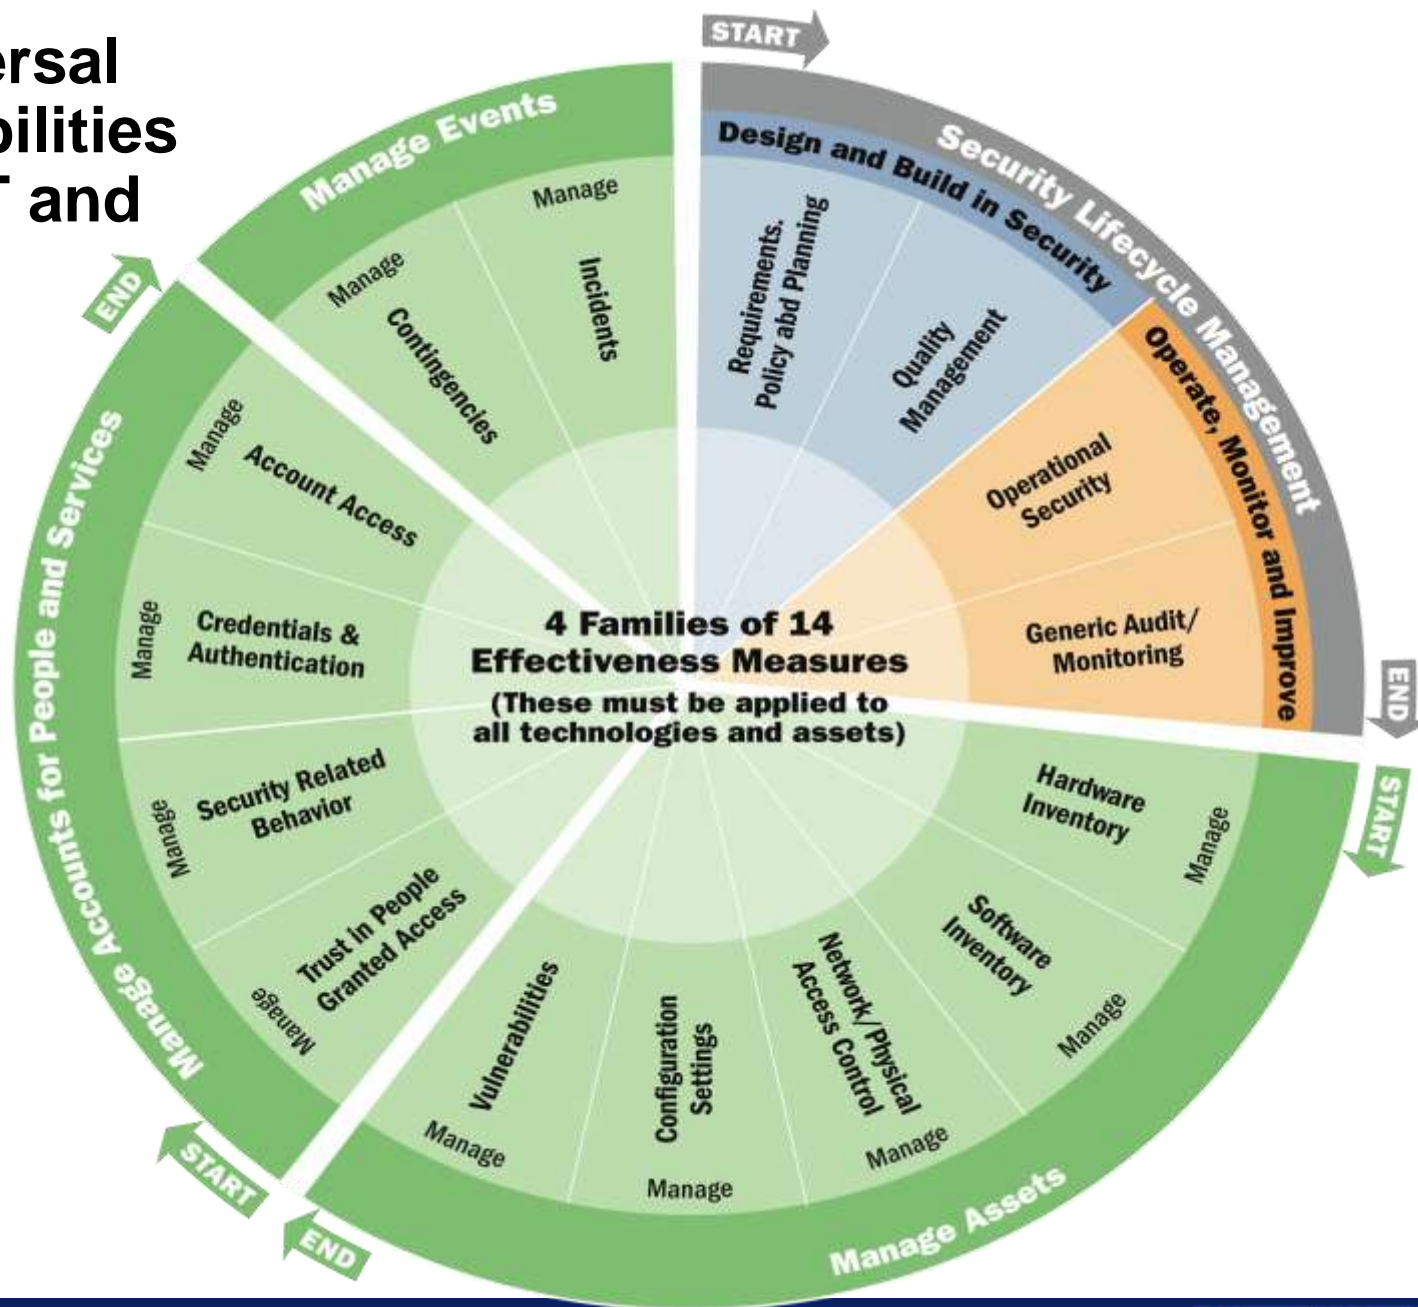 ersal
bilities
T and
START
Security Lifecycle Management
Design and Build in Security
Requirements.
Policy abd Planning
Quality
Management
Operate, Monitor and Improve
Operational
Security
Generic Audit/
Monitoring
END
START
Hardware
Inventory
Manage
Software
Inventory
Manage
Network/Physical
Access Control
Manage
Configuration
Settings
Manage
Vulnerabilities
Manage
Manage Assets
END
START
Manage Accounts for People and Services
Trust in People
Granted Access
Manage
Security Related
Behavior
Manage
Credentials &
Authentication
Manage
Account Access
Manage
END
Manage Events
Manage
Contingencies
Manage
Incidents
4 Families of 14
Effectiveness Measures
(These must be applied to
all technologies and assets)